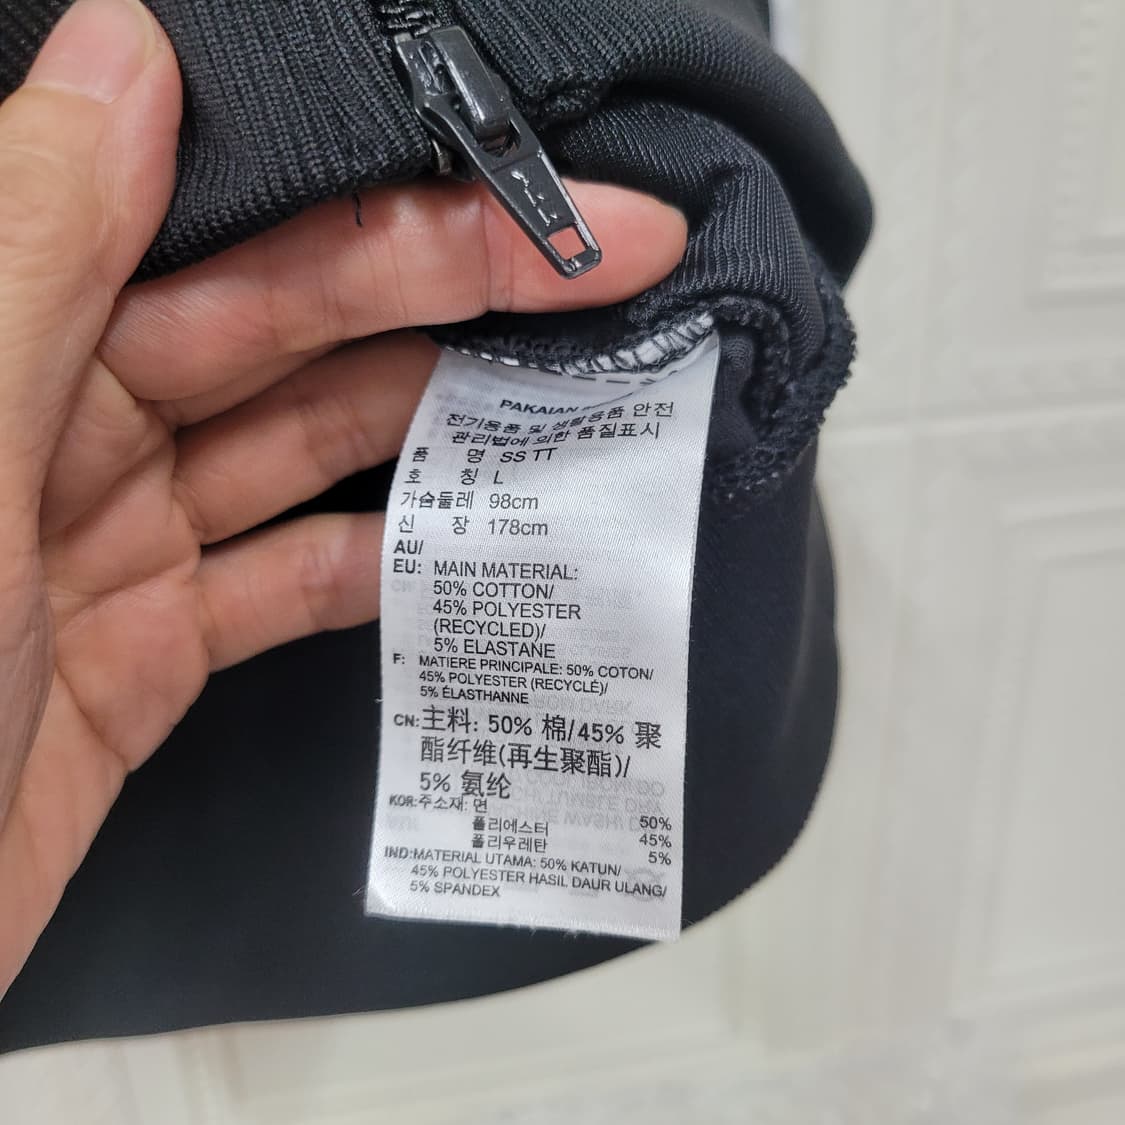 YKK
PAKAIAN
전기용품 및 생활용품 안전
관리법에 의한 품질표시
품 명 SS TT
호 칭 L
가슴둘레 98cm
신 장 178cm
AU/
EU: MAIN MATERIAL:
50% COTTON/
45% POLYESTER
(RECYCLED)/
5% ELASTANE
F: MATIERE PRINCIPALE: 50% COTON/
45% POLYESTER (RECYCLÉ)/
5% ÉLASTHANNE
CN: 主料: 50% 棉/45% 聚
酯纤维(再生聚酯)/
5% 氨纶
KOR: 주소재: 면 50%
폴리에스터 45%
폴리우레탄 5%
IND: MATERIAL UTAMA: 50% KATUN/
45% POLYESTER HASIL DAUR ULANG/
5% SPANDEX